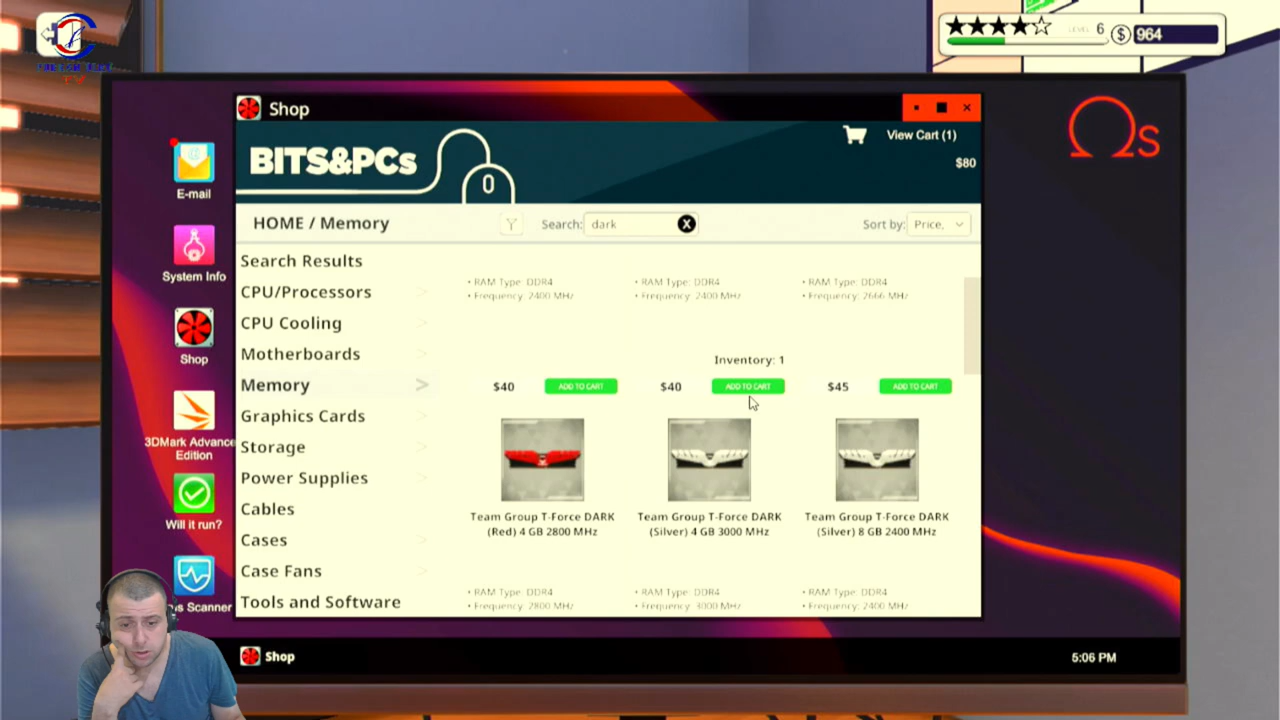 LEVEL 6 $ 964
Shop
View Cart (1)
BITS&PCs
$80
HOME / Memory
Search: dark X
Sort by: Price,
E-mail
System Info
Shop
3DMark Advance
Edition
Will it run?
s Scanner
Search Results
CPU/Processors
CPU Cooling
Motherboards
Memory
Graphics Cards
Storage
Power Supplies
Cables
Cases
Case Fans
Tools and Software
• RAM Type: DDR4
• Frequency: 2400 MHz
• RAM Type: DDR4
• Frequency: 2400 MHz
• RAM Type: DDR4
• Frequency: 2666 MHz
Inventory: 1
$40 ADD TO CART
$40 ADD TO CART
$45 ADD TO CART
Team Group T-Force DARK
(Red) 4 GB 2800 MHz
Team Group T-Force DARK
(Silver) 4 GB 3000 MHz
Team Group T-Force DARK
(Silver) 8 GB 2400 MHz
• RAM Type: DDR4
• Frequency: 2800 MHz
• RAM Type: DDR4
• Frequency: 3000 MHz
• RAM Type: DDR4
• Frequency: 2400 MHz
Ωs
Shop
5:06 PM